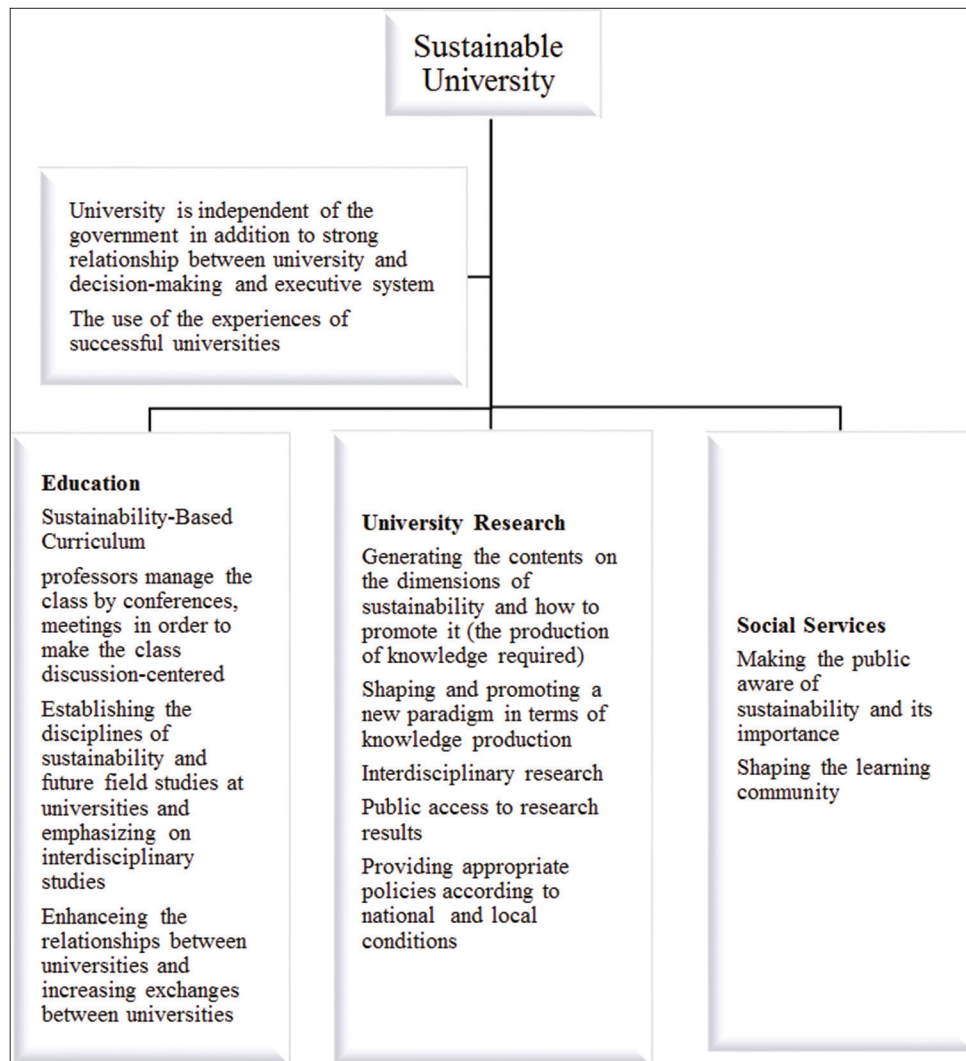 Sustainable
University
University is independent of the
government in addition to strong
relationship between university and
decision-making and executive system
The use of the experiences of
successful universities
Education
Sustainability-Based
Curriculum
professors manage the
class by conferences,
meetings in order to
make the class
discussion-centered
Establishing the
disciplines of
sustainability and
future field studies at
universities and
emphasizing on
interdisciplinary
studies
Enhanceing the
relationships between
universities and
increasing exchanges
between universities
University Research
Generating the contents on
the dimensions of
sustainability and how to
promote it (the production
of knowledge required)
Shaping and promoting a
new paradigm in terms of
knowledge production
Interdisciplinary research
Public access to research
results
Providing appropriate
policies according to
national and local
conditions
Social Services
Making the public
aware of
sustainability and its
importance
Shaping the learning
community